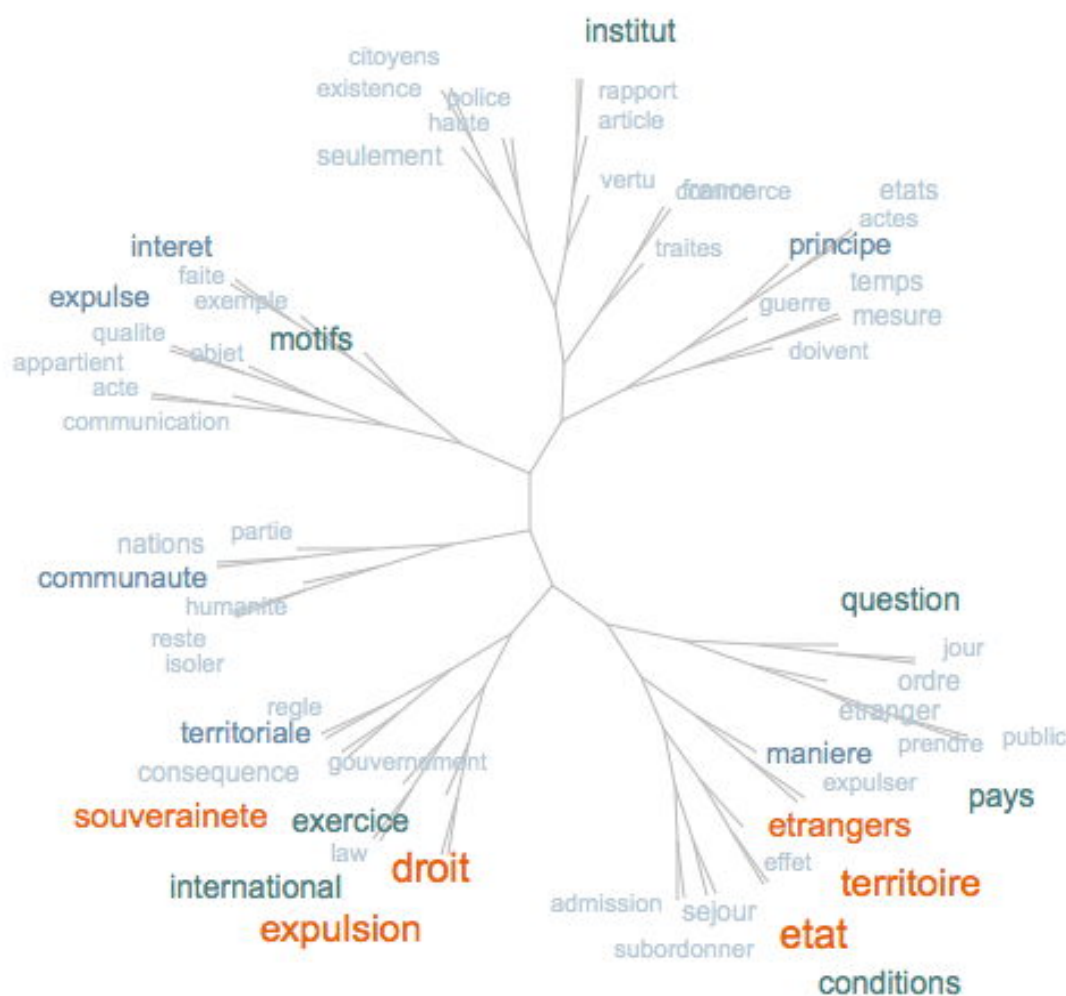 institut
citoyens
existence
police
rapport
haute
article
seulement
vertu
france
commerce
etats
actes
interet
traites
principe
faite
temps
expulse
exemple
guerre
mesure
qualite
motifs
objet
doivent
appartient
acte
communication
partie
nations
communaute
humanite
question
reste
jour
isoler
ordre
regle
etranger
territoriale
public
prendre
maniere
gouvernement
consequence
expulser
pays
souverainete
exercice
etrangers
law
effet
droit
territoire
international
admission
sejour
expulsion
etat
subordonner
conditions